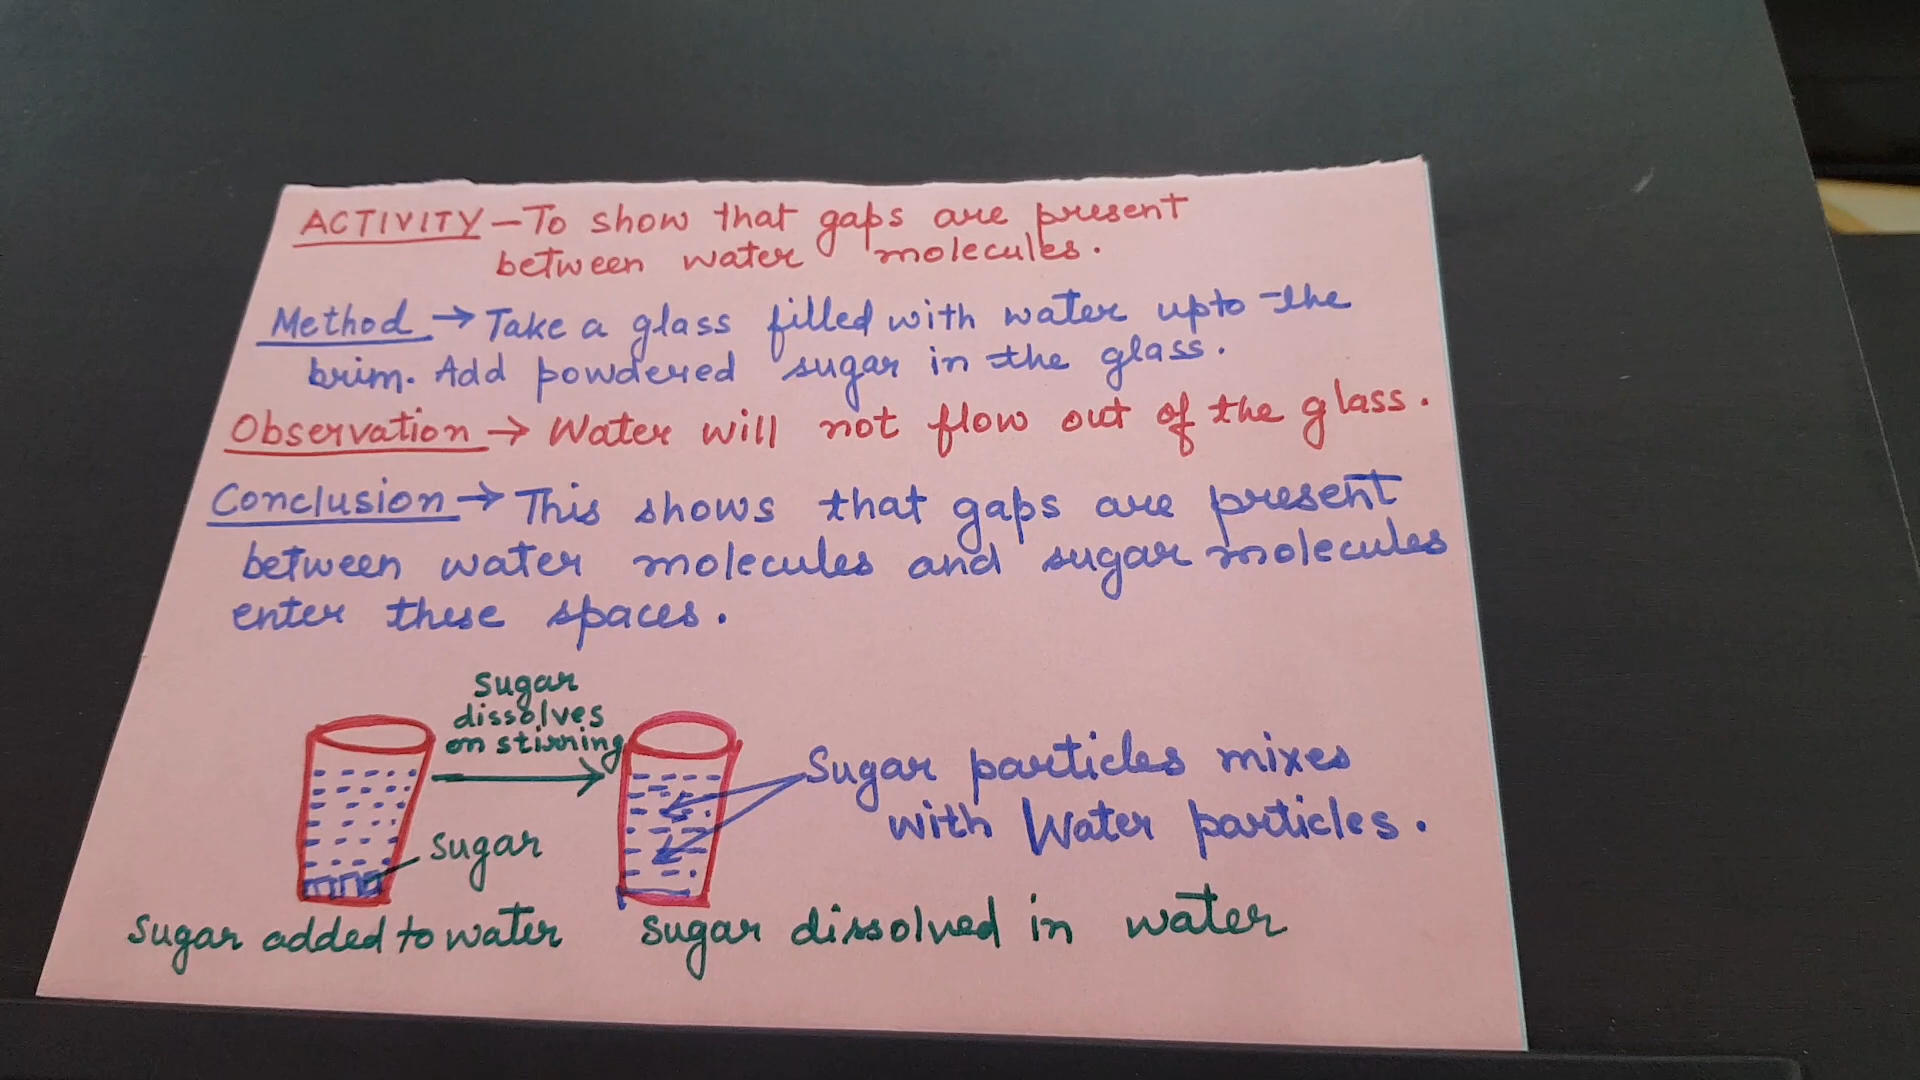 ACTIVITY - To show that gaps are present
between water molecules.
Method → Take a glass filled with water upto the
brim. Add powdered sugar in the glass.
Observation → Water will not flow out of the glass.
Conclusion → This shows that gaps are present
between water molecules and sugar molecules
enter these spaces.
Sugar
dissolves
on stirring
Sugar particles mixes
with Water particles.
Sugar
Sugar added to water
Sugar dissolved in water